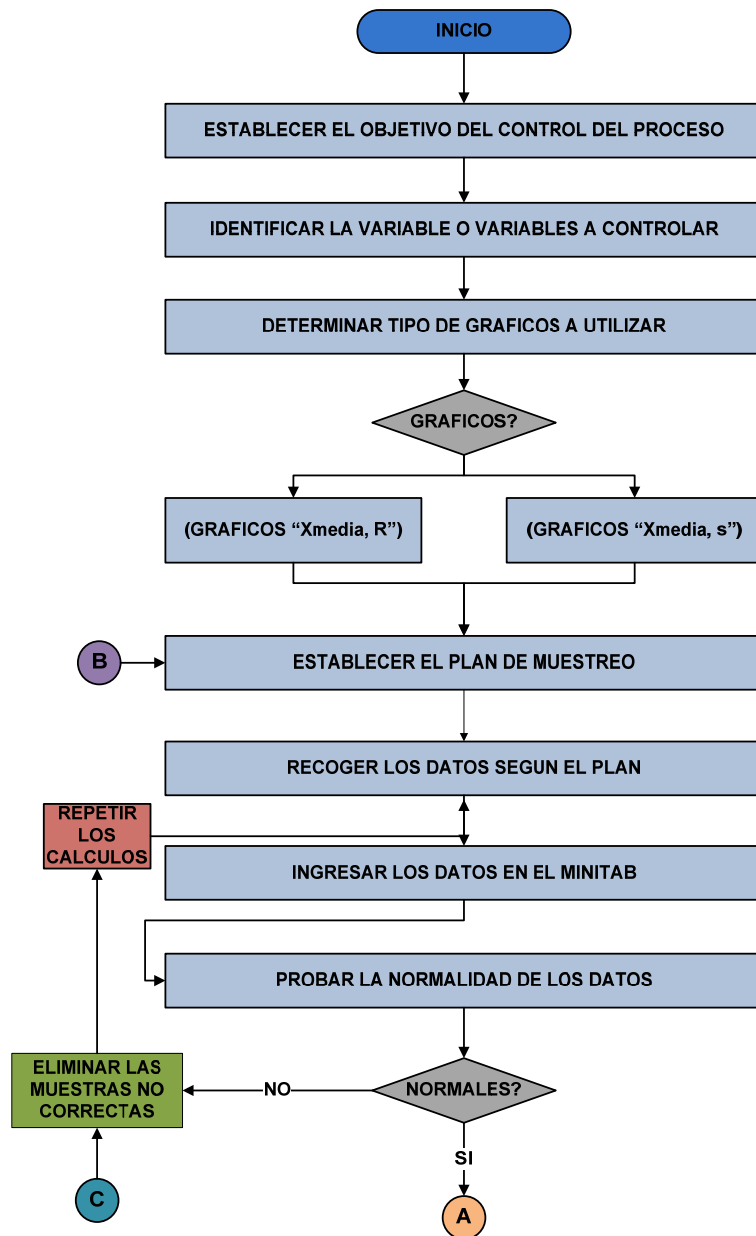 INICIO
ESTABLECER EL OBJETIVO DEL CONTROL DEL PROCESO
IDENTIFICAR LA VARIABLE O VARIABLES A CONTROLAR
DETERMINAR TIPO DE GRAFICOS A UTILIZAR
GRAFICOS?
(GRAFICOS “Xmedia, R”)
(GRAFICOS “Xmedia, s”)
B
ESTABLECER EL PLAN DE MUESTREO
RECOGER LOS DATOS SEGUN EL PLAN
REPETIR
LOS
CALCULOS
INGRESAR LOS DATOS EN EL MINITAB
PROBAR LA NORMALIDAD DE LOS DATOS
ELIMINAR LAS
MUESTRAS NO
CORRECTAS
NO
NORMALES?
SI
C
A